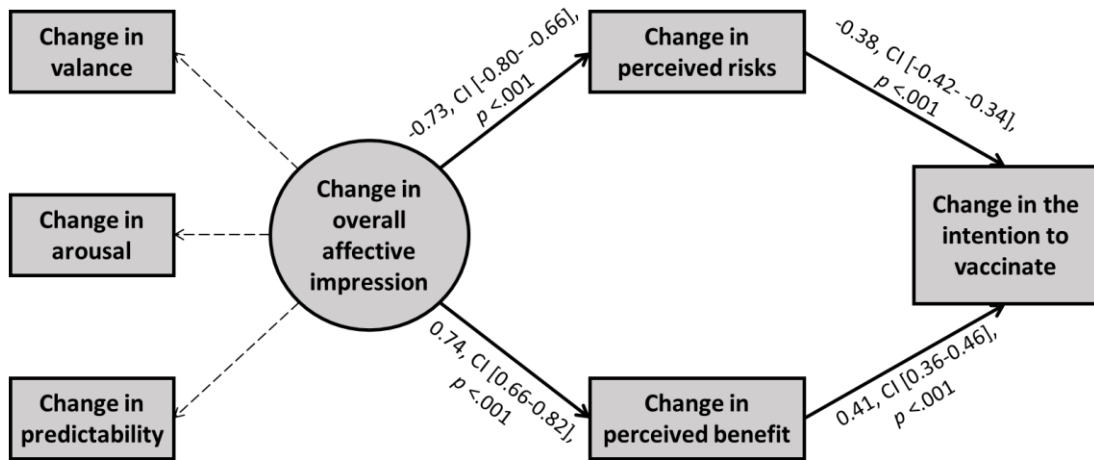 Change in
valance
Change in
arousal
Change in
predictability
Change in
overall
affective
impression
-0.73, CI [-0.80- -0.66],
p <.001
0.74, CI [0.66-0.82],
p <.001
Change in
perceived risks
Change in
perceived benefit
-0.38, CI [-0.42- -0.34],
p <.001
0.41, CI [0.36-0.46],
p <.001
Change in the
intention to
vaccinate